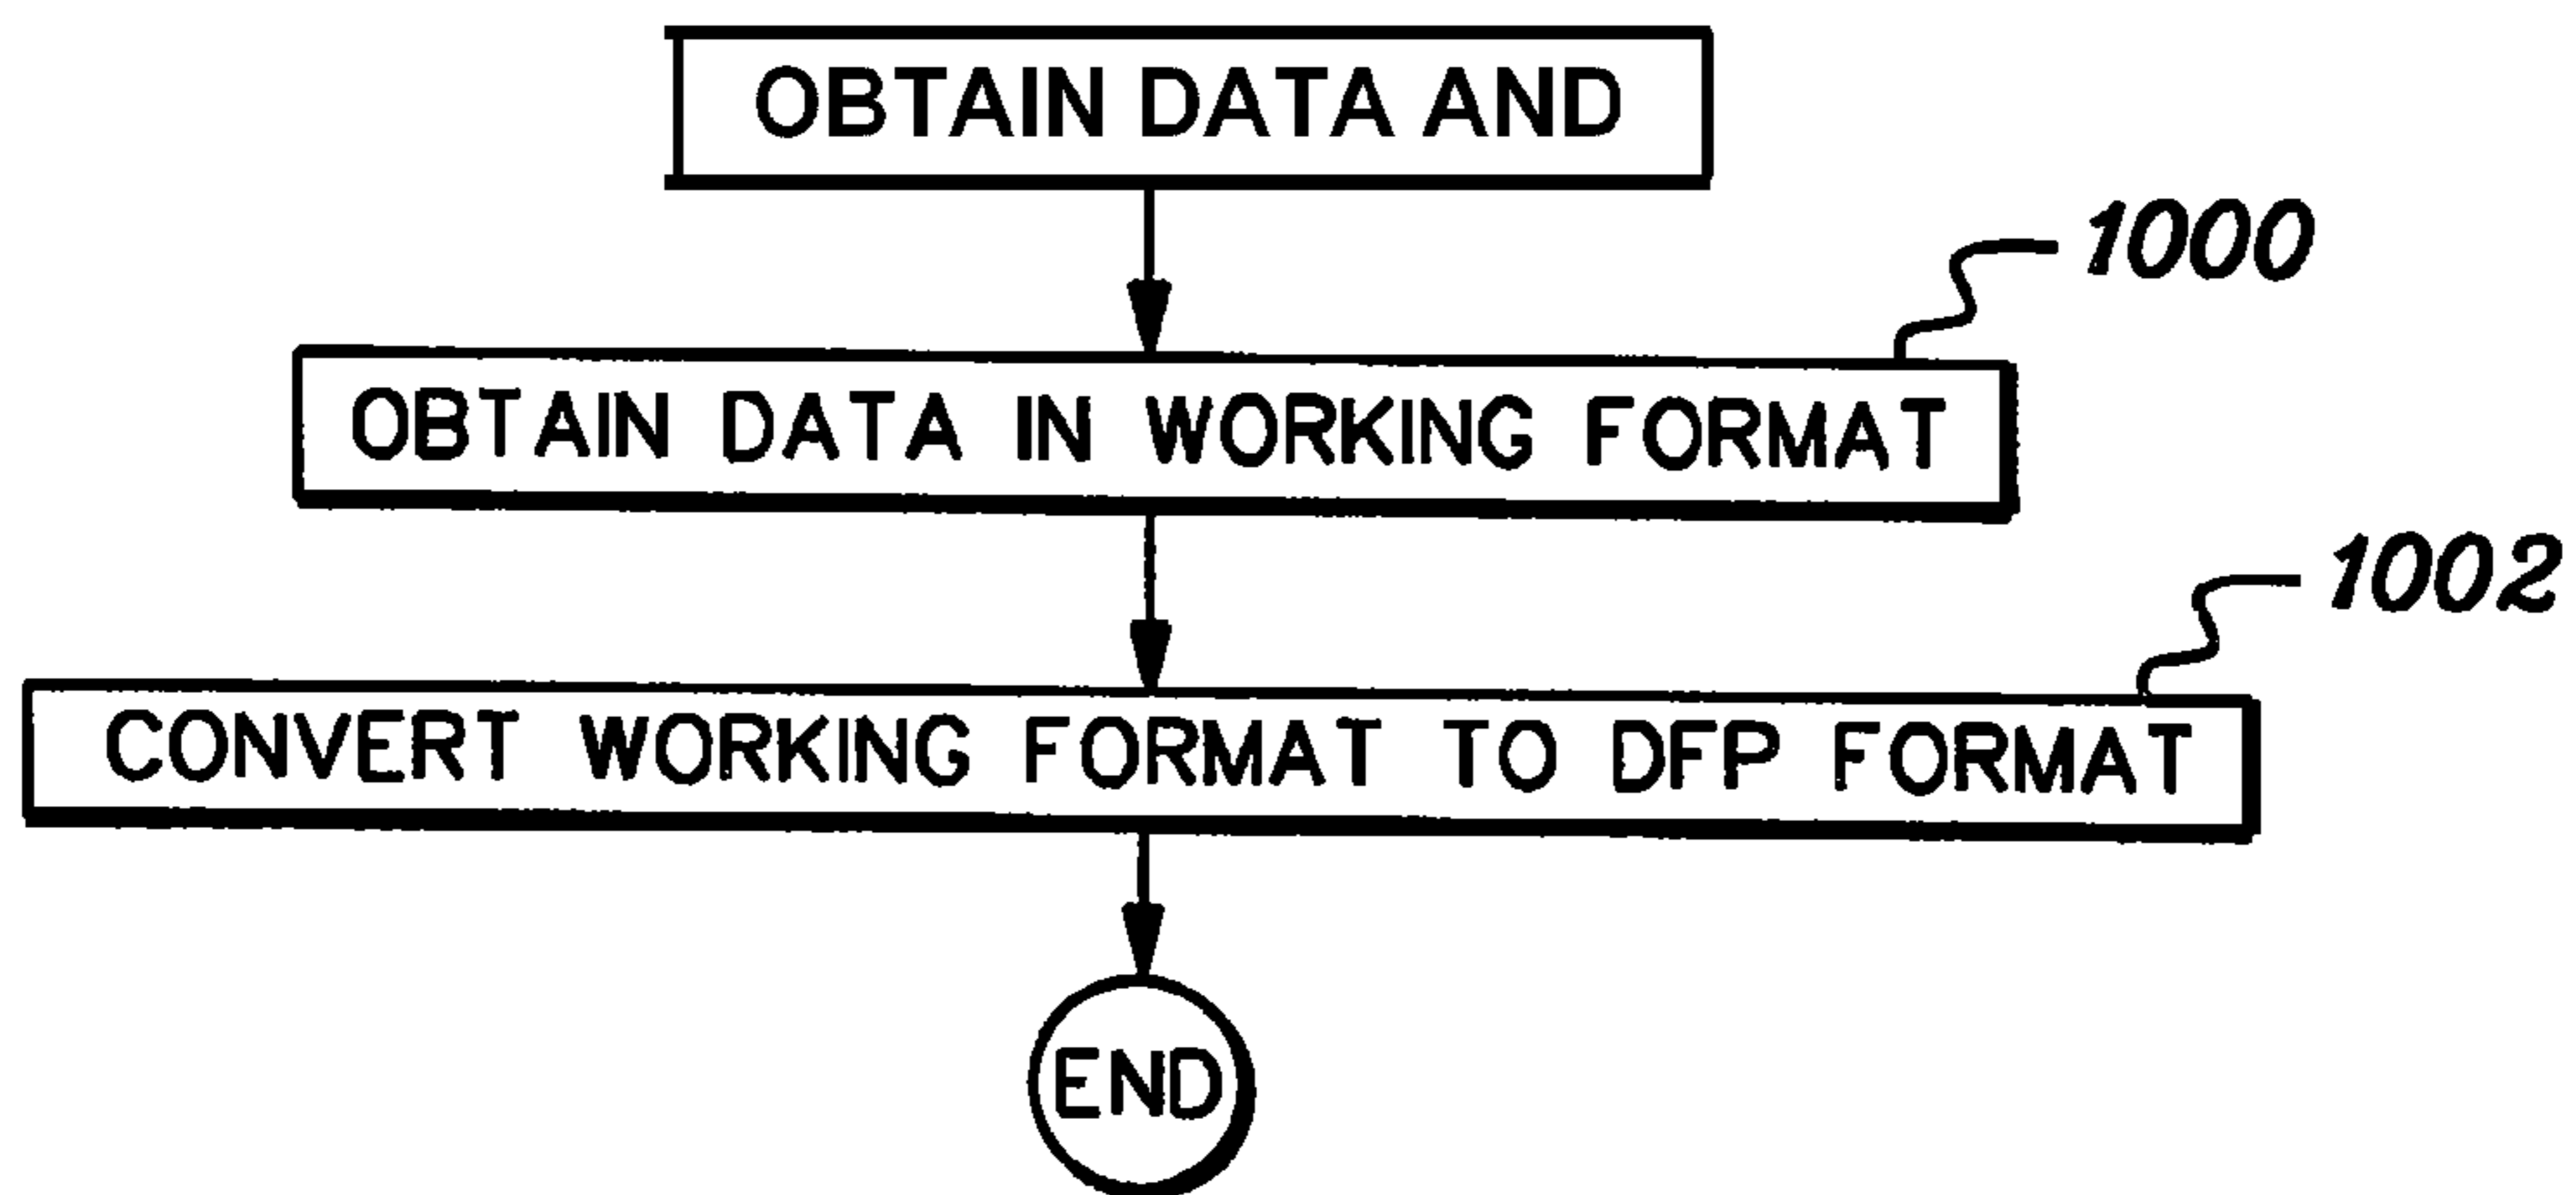 OBTAIN DATA AND
1000
OBTAIN DATA IN WORKING FORMAT
1002
CONVERT WORKING FORMAT TO DFP FORMAT
END